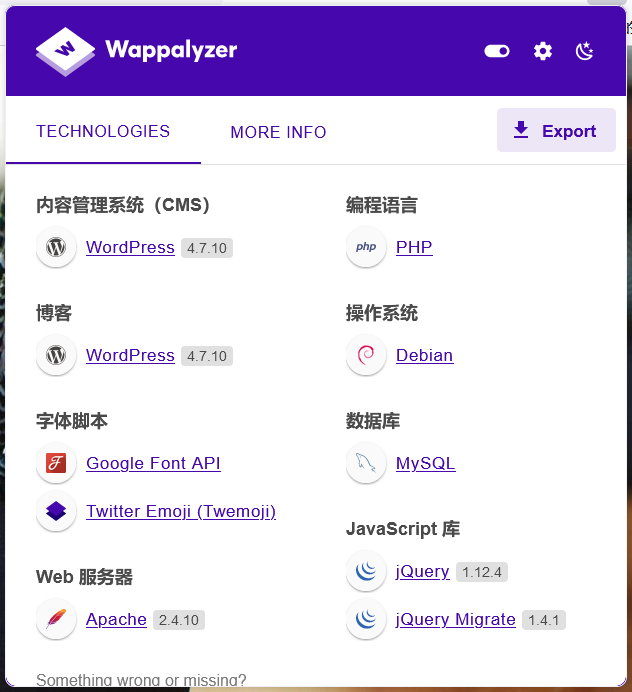 Wappalyzer
TECHNOLOGIES
MORE INFO
Export
内容管理系统（CMS）
WordPress 4.7.10
博客
WordPress 4.7.10
字体脚本
Google Font API
Twitter Emoji (Twemoji)
Web 服务器
Apache 2.4.10
编程语言
php PHP
操作系统
Debian
数据库
MySQL
JavaScript 库
jQuery 1.12.4
jQuery Migrate 1.4.1
Something wrong or missing?